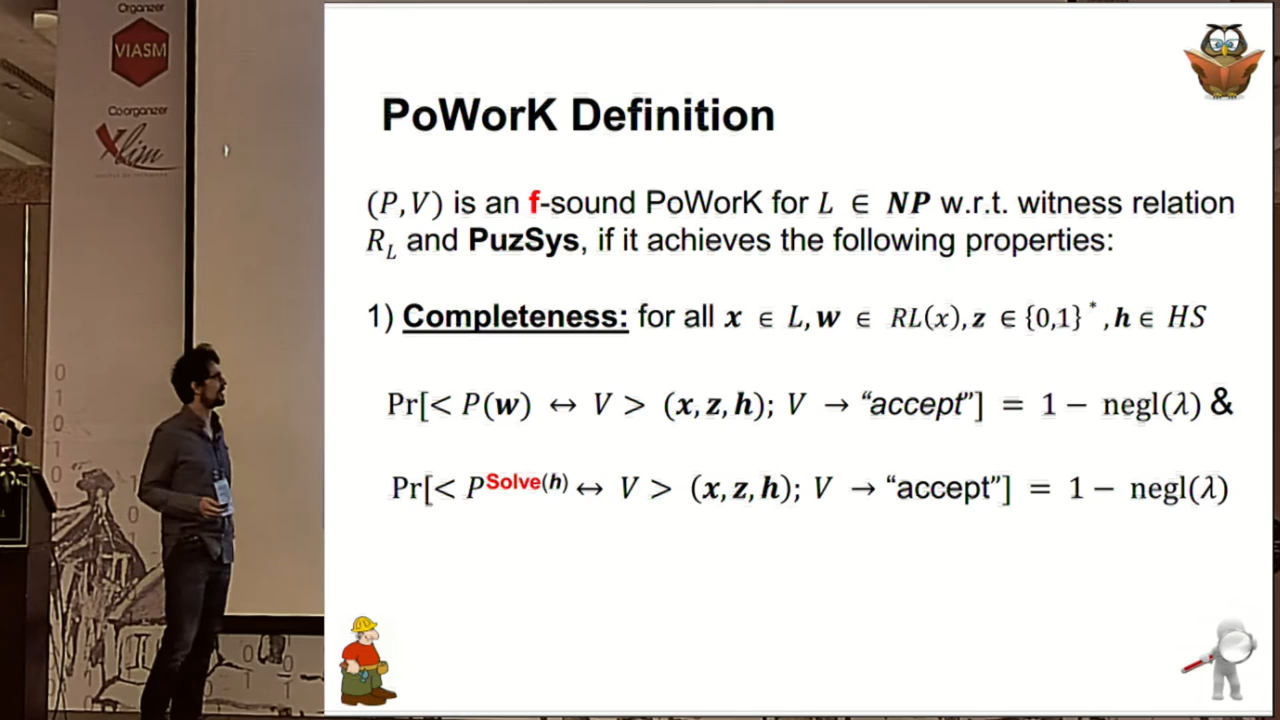 Organizer
VIASM
Coorganizer
Xlim
PoWorK Definition
(P, V) is an f-sound PoWorK for L ∈ NP w.r.t. witness relation
R_L and PuzSys, if it achieves the following properties:
1) Completeness: for all x ∈ L, w ∈ RL(x), z ∈ {0,1}*, h ∈ HS
Pr[< P(w) ↔ V > (x, z, h); V → “accept”] = 1 − negl(λ) &
Pr[< P^Solve(h) ↔ V > (x, z, h); V → “accept”] = 1 − negl(λ)